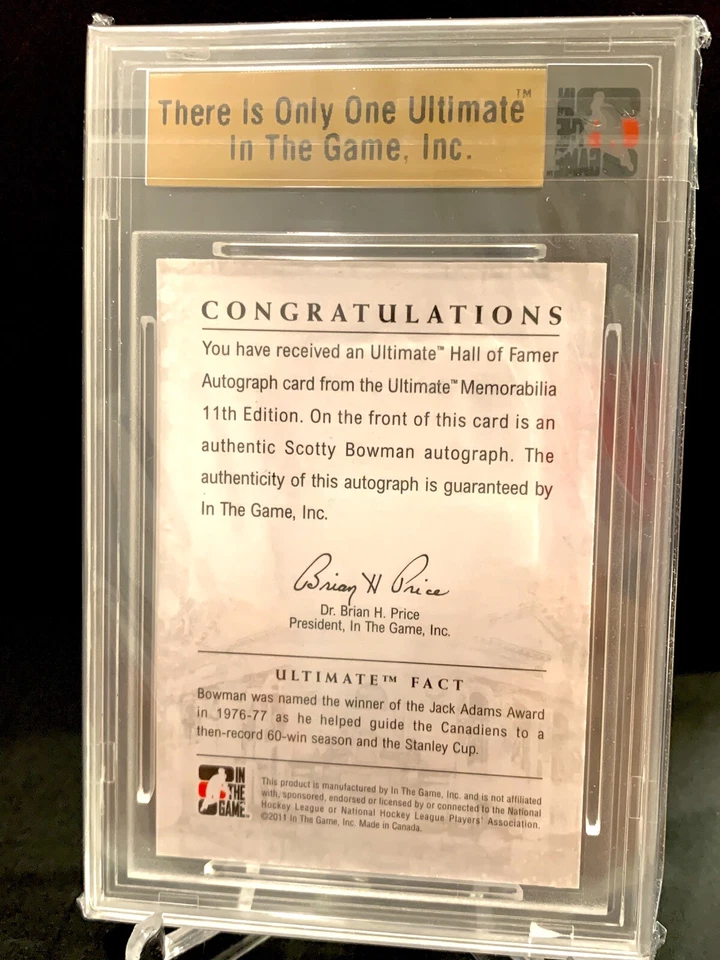 There Is Only One Ultimate™
In The Game, Inc.
IN
THE
GAME
CONGRATULATIONS
You have received an Ultimate™ Hall of Famer
Autograph card from the Ultimate™ Memorabilia
11th Edition. On the front of this card is an
authentic Scotty Bowman autograph. The
authenticity of this autograph is guaranteed by
In The Game, Inc.
Brian H Price
Dr. Brian H. Price
President, In The Game, Inc.
ULTIMATE™ FACT
Bowman was named the winner of the Jack Adams Award
in 1976-77 as he helped guide the Canadiens to a
then-record 60-win season and the Stanley Cup.
IN
THE
GAME
This product is manufactured by In The Game, Inc. and is not affiliated
with, sponsored, endorsed or licensed by or connected to the National
Hockey League or National Hockey League Players' Association.
©2011 In The Game, Inc. Made in Canada.